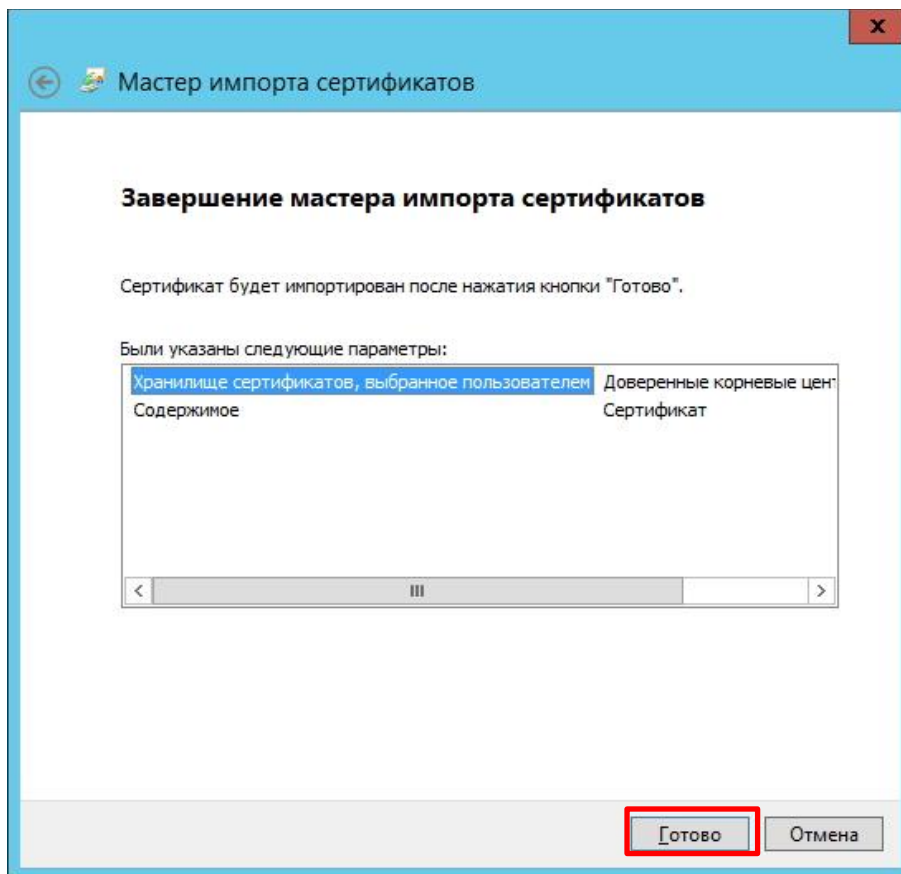 x
Мастер импорта сертификатов
Завершение мастера импорта сертификатов
Сертификат будет импортирован после нажатия кнопки "Готово".
Были указаны следующие параметры:
Хранилище сертификатов, выбранное пользователем Доверенные корневые цен
Содержимое Сертификат
Готово Отмена